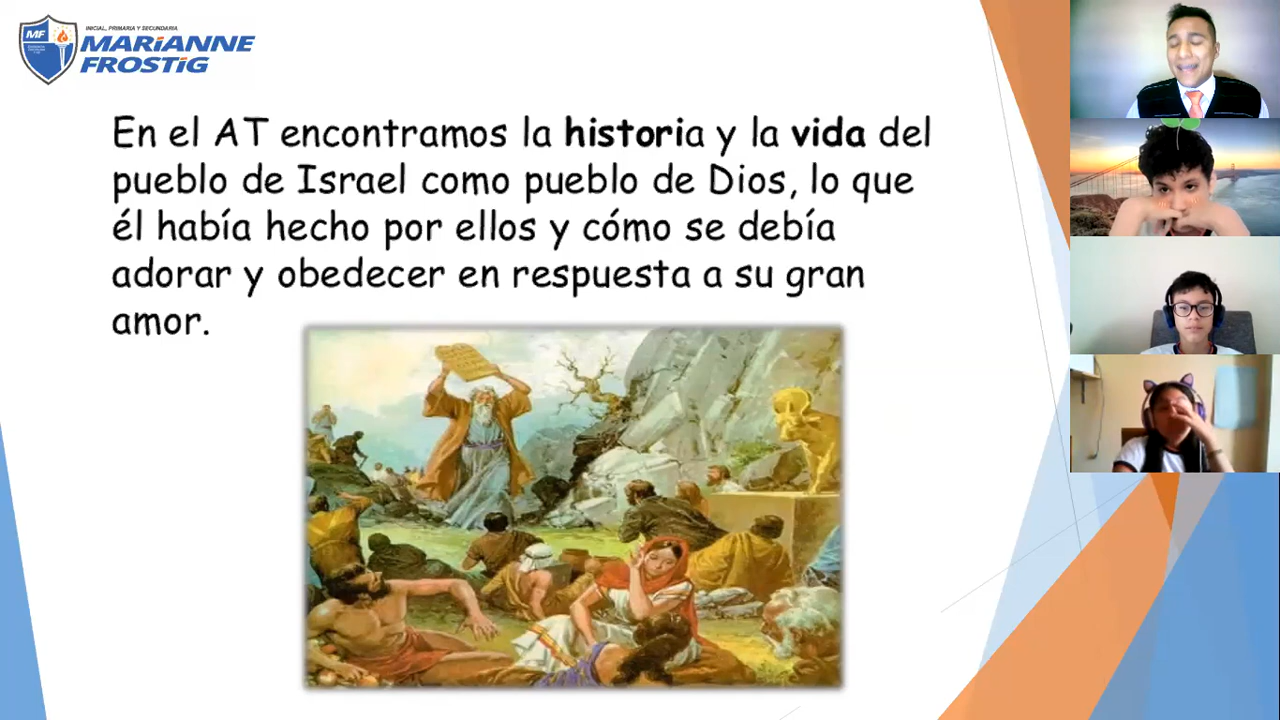 INICIAL, PRIMARIA Y SECUNDARIA
MF
MARiANNE
FROSTiG
En el AT encontramos la historia y la vida del
pueblo de Israel como pueblo de Dios, lo que
él había hecho por ellos y cómo se debía
adorar y obedecer en respuesta a su gran
amor.